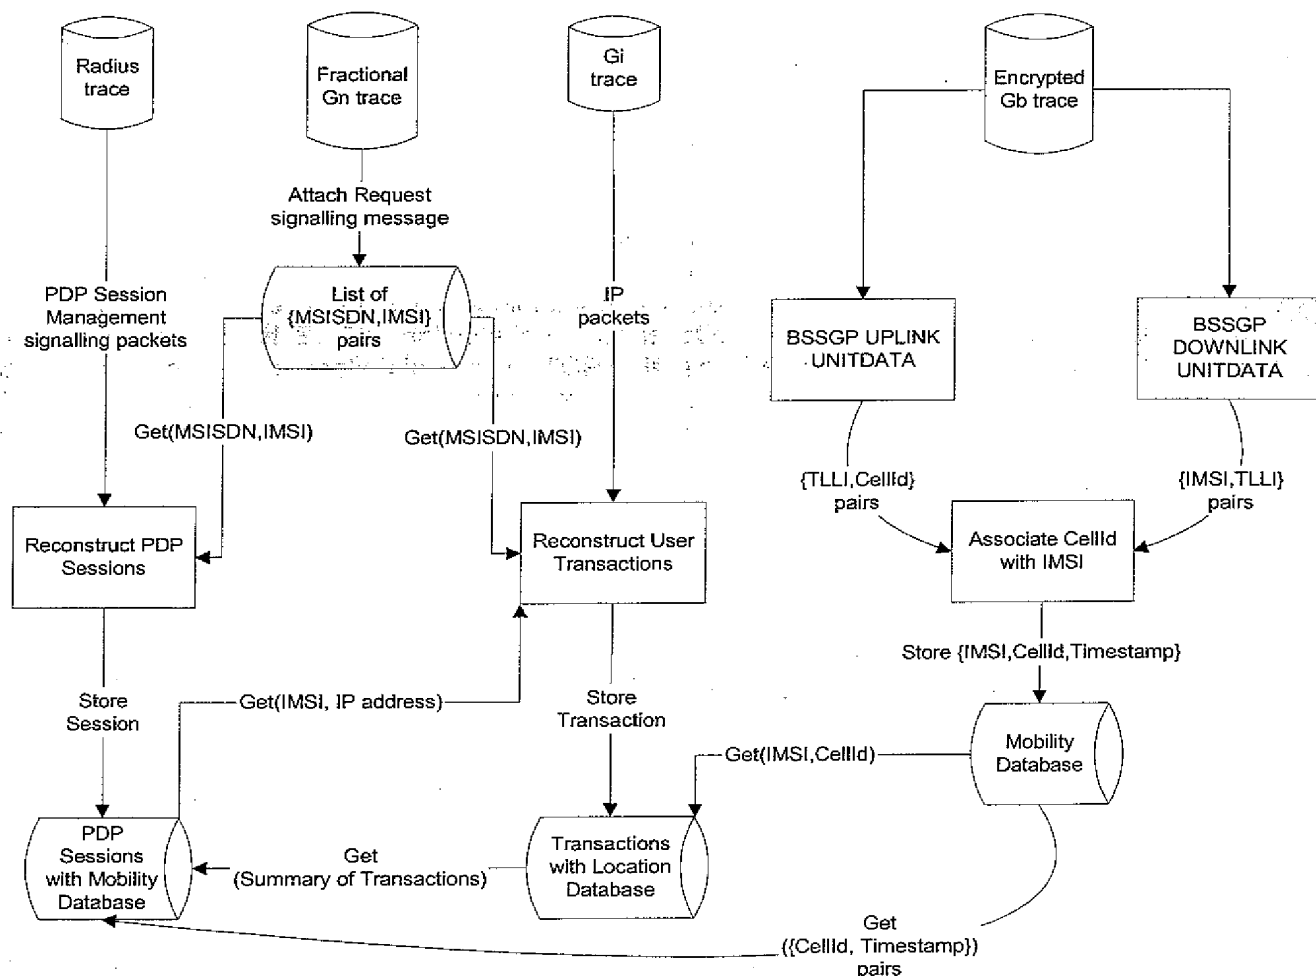 Radius
trace
Fractional
Gn trace
Gi
trace
Encrypted
Gb trace
Attach Request
signalling message
PDP Session
Management
signalling packets
List of
{MSISDN,IMSI}
pairs
IP
packets
BSSGP UPLINK
UNITDATA
BSSGP
DOWNLINK
UNITDATA
Get(MSISDN,IMSI)
Get(MSISDN,IMSI)
{TLLI,CellId}
pairs
{IMSI,TLLI}
pairs
Reconstruct PDP
Sessions
Reconstruct User
Transactions
Associate CellId
with IMSI
Store {IMSI,CellId,Timestamp}
Store
Session
Get(IMSI, IP address)
Store
Transaction
Get(IMSI,CellId)
Mobility
Database
PDP
Sessions
with Mobility
Database
Get
(Summary of Transactions)
Transactions
with Location
Database
Get
({CellId, Timestamp})
pairs